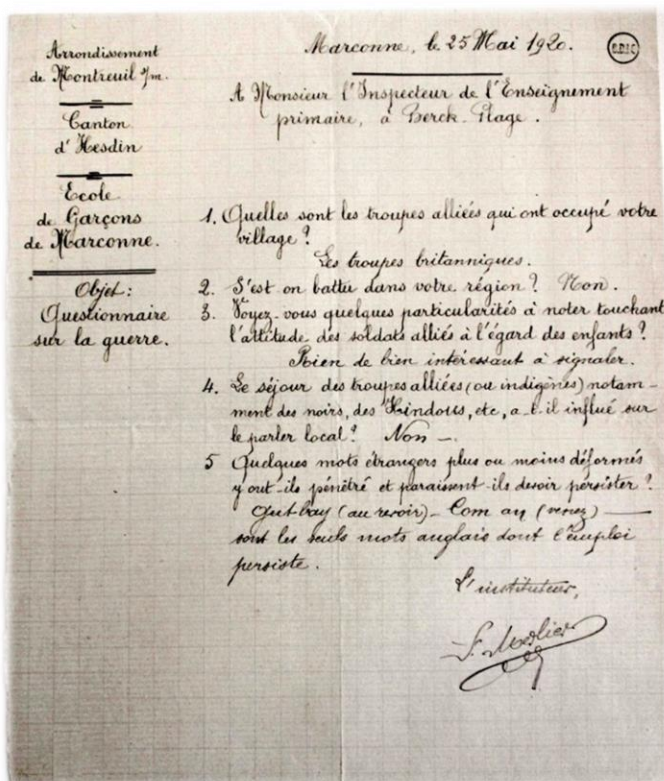 Arrondissement
de Montreuil s/m.
Canton
d'Hesdin
Ecole
de Garçons
de Marconne.
Objet:
Questionnaire
sur la guerre.
Marconne, le 25 Mai 1920.
B.D.I.C
A Monsieur l'Inspecteur de l'Enseignement
primaire, à Berck-Plage.
1. Quelles sont les troupes alliées qui ont occupé votre
village?
Les troupes britanniques.
2. S'est on battu dans votre région? Non.
3. Voyez-vous quelques particularités à noter touchant
l'attitude des soldats alliés à l'égard des enfants?
Rien de bien intéressant à signaler.
4. Le séjour des troupes alliées (ou indigènes) notam-
ment des noirs, des Hindous, etc, a-t-il influé sur
le parler local? Non -.
5 Quelques mots étrangers plus ou moins déformés
y ont-ils pénétré et paraissent-ils devoir persister?
Gut-bay (au revoir) - Com an (venez) —
sont les seuls mots anglais dont l'emploi
persiste.
L'instituteur,